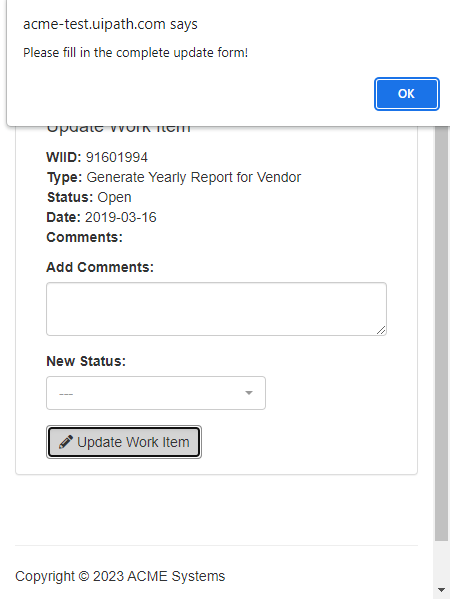 acme-test.uipath.com says
Please fill in the complete update form!
OK
Update Work Item
WIID: 91601994
Type: Generate Yearly Report for Vendor
Status: Open
Date: 2019-03-16
Comments:
Add Comments:
New Status:
---
Update Work Item
Copyright © 2023 ACME Systems